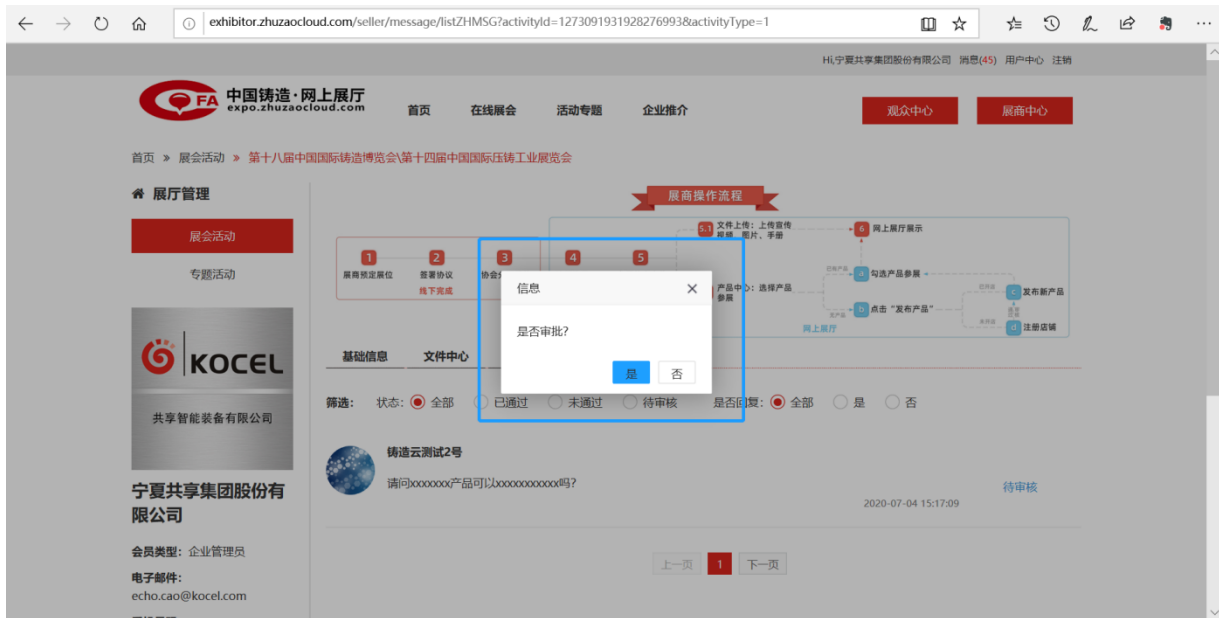 exhibitor.zhuzaocloud.com/seller/message/listZHMSG?activityId=1273091931928276993&activityType=1
Hi,宁夏共享集团股份有限公司 消息(45) 用户中心 注销
FA 中国铸造·网上展厅
expo.zhuzaocloud.com
首页 在线展会 活动专题 企业推介
观众中心 展商中心
首页 » 展会活动 » 第十八届中国国际铸造博览会\第十四届中国国际压铸工业展览会
展厅管理
展会活动
专题活动
展商操作流程
1 2 3 4 5
展商预定展位 签署协议
线下完成
5.1 文件上传：上传宣传视频、图片、手册
6 网上展厅展示
产品中心：选择产品参展
已有产品 a 勾选产品参展
无产品 b 点击“发布产品”
c 发布新产品
d 注册店铺
网上展厅
信息 ×
是否审批?
是 否
基础信息 文件中心
筛选： 状态: 全部 已通过 未通过 待审核 是否回复: 全部 是 否
铸造云测试2号
请问xxxxxxx产品可以xxxxxxxxxxx吗?
待审核
2020-07-04 15:17:09
上一页 1 下一页
KOCEL
共享智能装备有限公司
宁夏共享集团股份有
限公司
会员类型: 企业管理员
电子邮件:
echo.cao@kocel.com